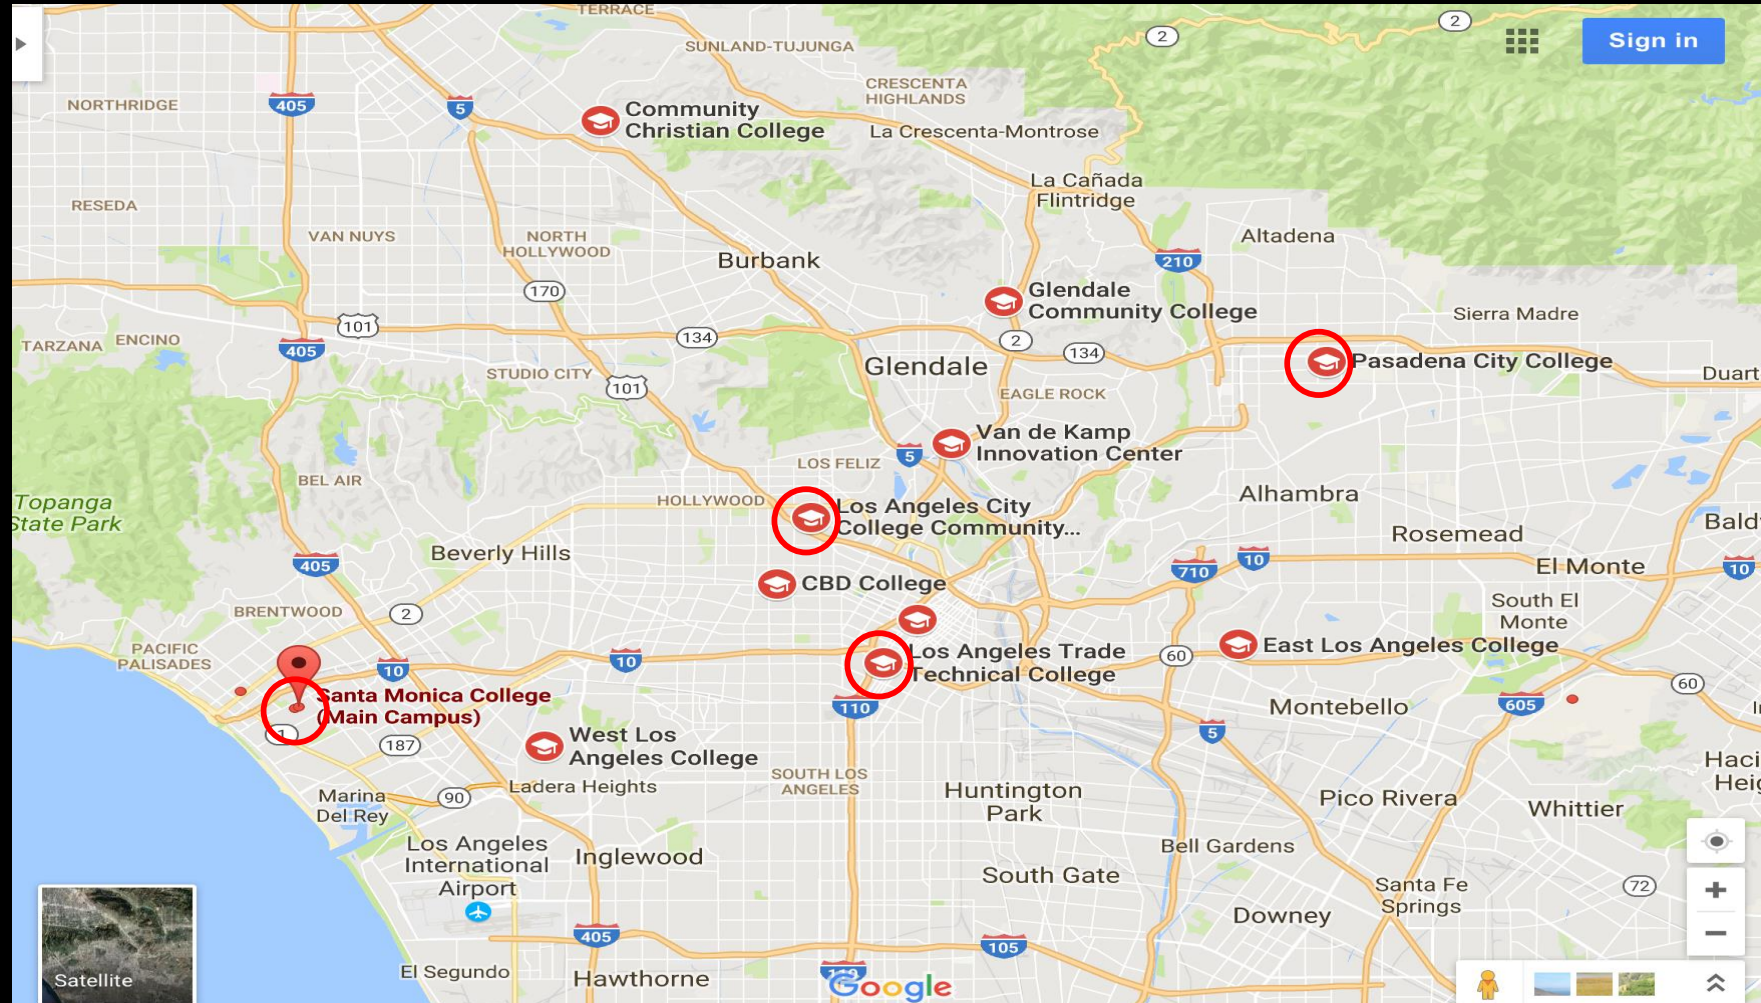 TERRACE
2
2
Sign in
SUNLAND-TUJUNGA
CRESCENTA
HIGHLANDS
NORTHRIDGE
405
5
Community
Christian College
La Crescenta-Montrose
La Cañada
Flintridge
RESEDA
VAN NUYS
NORTH
HOLLYWOOD
Burbank
Altadena
210
170
Glendale
Community College
Sierra Madre
101
TARZANA
ENCINO
405
134
2
134
Glendale
Pasadena City College
Duart
STUDIO CITY
101
EAGLE ROCK
Van de Kamp
Innovation Center
5
LOS FELIZ
BEL AIR
Topanga
State Park
HOLLYWOOD
Los Angeles City
College Community...
Alhambra
Rosemead
Bald
Beverly Hills
405
710
10
El Monte
10
CBD College
BRENTWOOD
2
South El
Monte
PACIFIC
PALISADES
10
10
Los Angeles Trade
Technical College
60
East Los Angeles College
60
Santa Monica College
(Main Campus)
1
187
110
Montebello
605
5
West Los
Angeles College
Ladera Heights
SOUTH LOS
ANGELES
Huntington
Park
Pico Rivera
Whittier
Haci
Heig
Marina
Del Rey
90
Los Angeles
International
Airport
Inglewood
South Gate
Bell Gardens
Santa Fe
Springs
72
Downey
405
105
El Segundo
Hawthorne
110
Google
Satellite